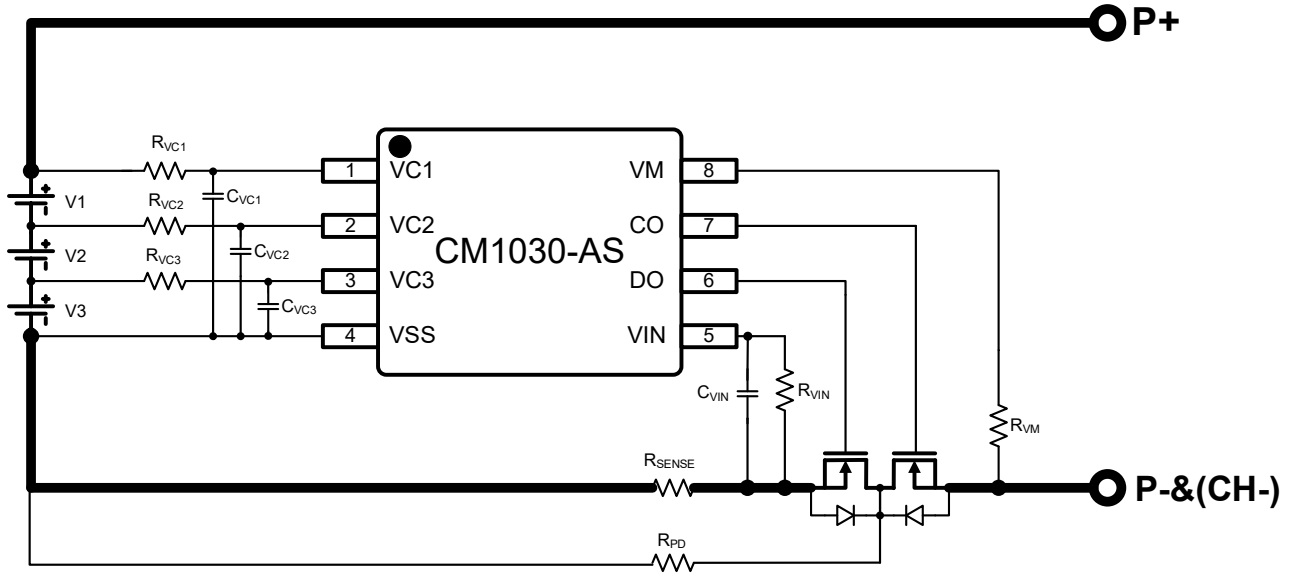 P+
RVC1
1 VC1 VM 8
V1
CVC1
RVC2
2 VC2 CO 7
CM1030-AS
V2
CVC2
RVC3
3 VC3 DO 6
V3
CVC3
4 VSS VIN 5
CVIN
RVIN
RVM
RSENSE
P-&(CH-)
RPD